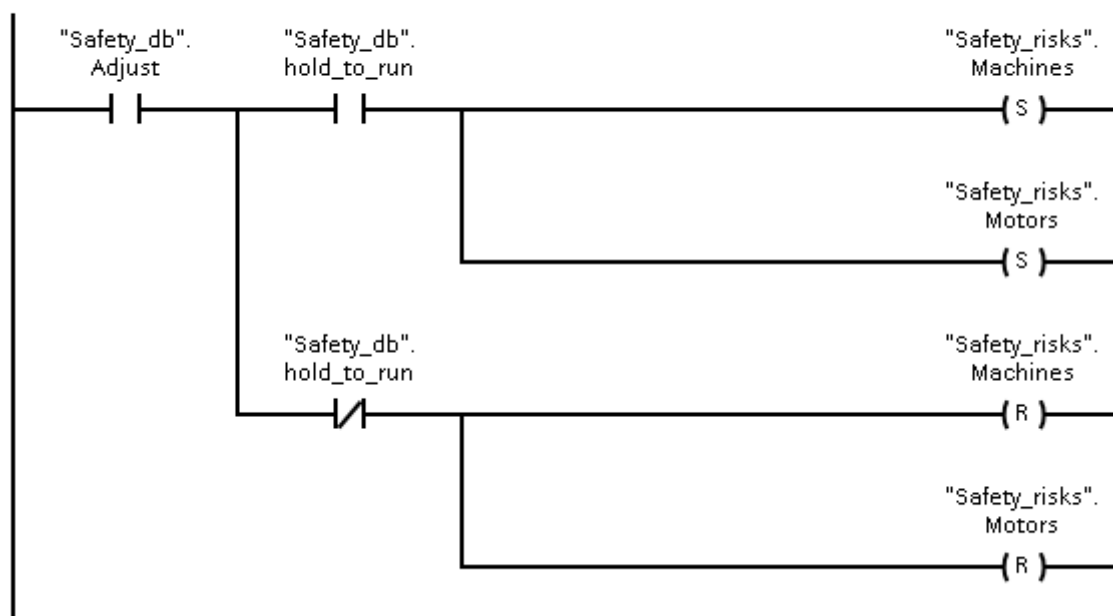 "Safety_db".
Adjust
"Safety_db".
hold_to_run
"Safety_risks".
Machines
S
"Safety_risks".
Motors
S
"Safety_db".
hold_to_run
"Safety_risks".
Machines
R
"Safety_risks".
Motors
R